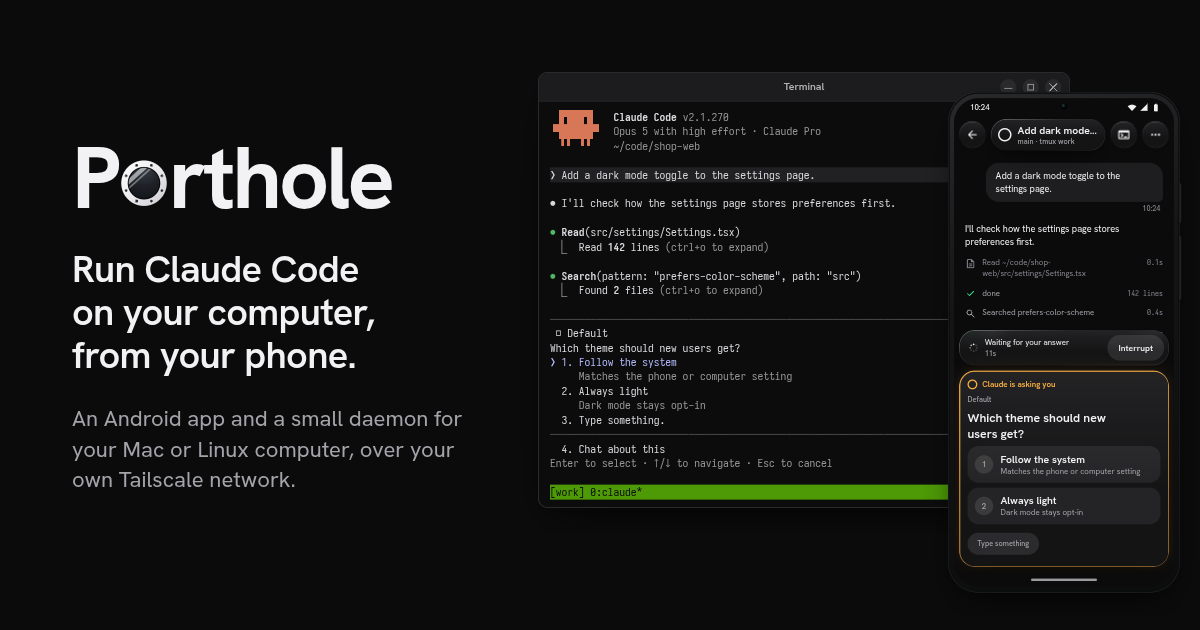 Porthole
Run Claude Code
on your computer,
from your phone.
An Android app and a small daemon for
your Mac or Linux computer, over your
own Tailscale network.
Terminal
Claude Code v2.1.270
Opus 5 with high effort · Claude Pro
~/code/shop-web
❯ Add a dark mode toggle to the settings page.
● I'll check how the settings page stores preferences first.
● Read(src/settings/Settings.tsx)
⎿ Read 142 lines (ctrl+o to expand)
● Search(pattern: "prefers-color-scheme", path: "src")
⎿ Found 2 files (ctrl+o to expand)
☐ Default
Which theme should new users get?
❯ 1. Follow the system
Matches the phone or computer setting
2. Always light
Dark mode stays opt-in
3. Type something.
4. Chat about this
Enter to select · ↑/↓ to navigate · Esc to cancel
[work] 0:claude*
10:24
Add dark mode…
main · tmux work
Add a dark mode toggle to the
settings page.
10:24
I'll check how the settings page stores
preferences first.
Read ~/code/shop- 0.1s
web/src/settings/Settings.tsx
done 142 lines
Searched prefers-color-scheme 0.4s
Waiting for your answer
11s
Interrupt
Claude is asking you
Default
Which theme should new
users get?
1 Follow the system
Matches the phone or computer setting
2 Always light
Dark mode stays opt-in
Type something